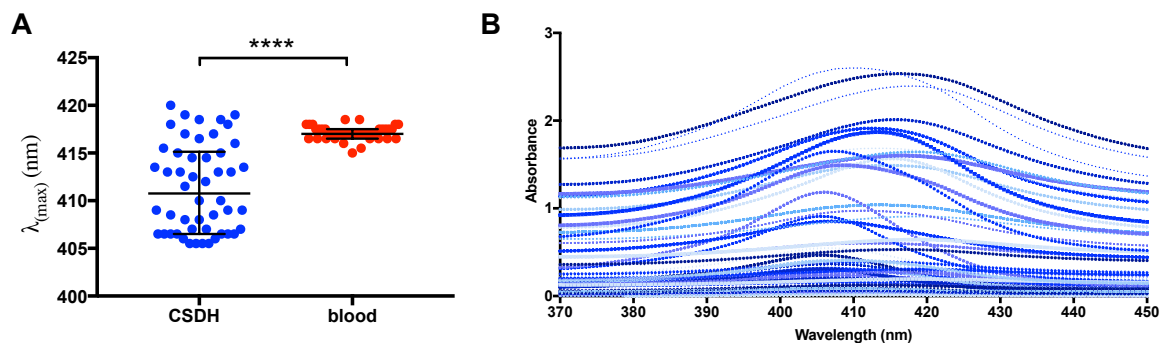 A
****
425
420
415
410
405
400
λ(max) (nm)
CSDH
blood
B
3
2
1
0
Absorbance
370
380
390
400
410
420
430
440
450
Wavelength (nm)